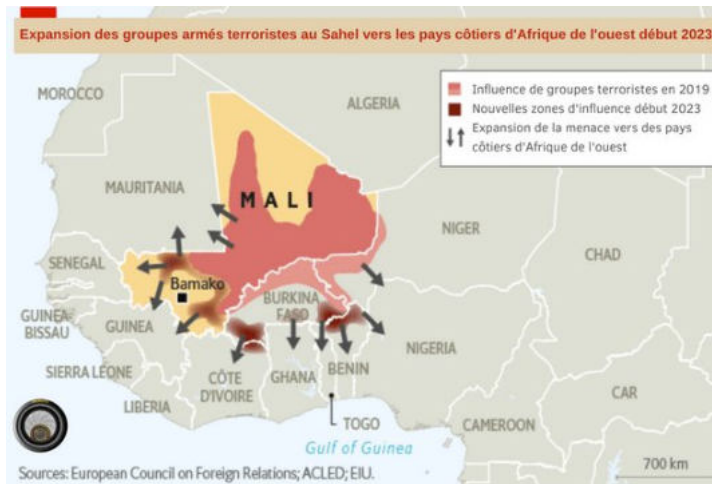 Expansion des groupes armés terroristes au Sahel vers les pays côtiers d'Afrique de l'ouest début 2023
Influence de groupes terroristes en 2019
Nouvelles zones d'influence début 2023
Expansion de la menace vers des pays
côtiers d'Afrique de l'ouest
MOROCCO
ALGERIA
MAURITANIA
MALI
NIGER
CHAD
SENEGAL
Bamako
BURKINA
FASO
GUINEA-
BISSAU
GUINEA
NIGERIA
SIERRA LEONE
CÔTE
D'IVOIRE
GHANA
BENIN
CAR
LIBERIA
TOGO
CAMEROON
Gulf of Guinea
700 km
Sources: European Council on Foreign Relations; ACLED; EIU.